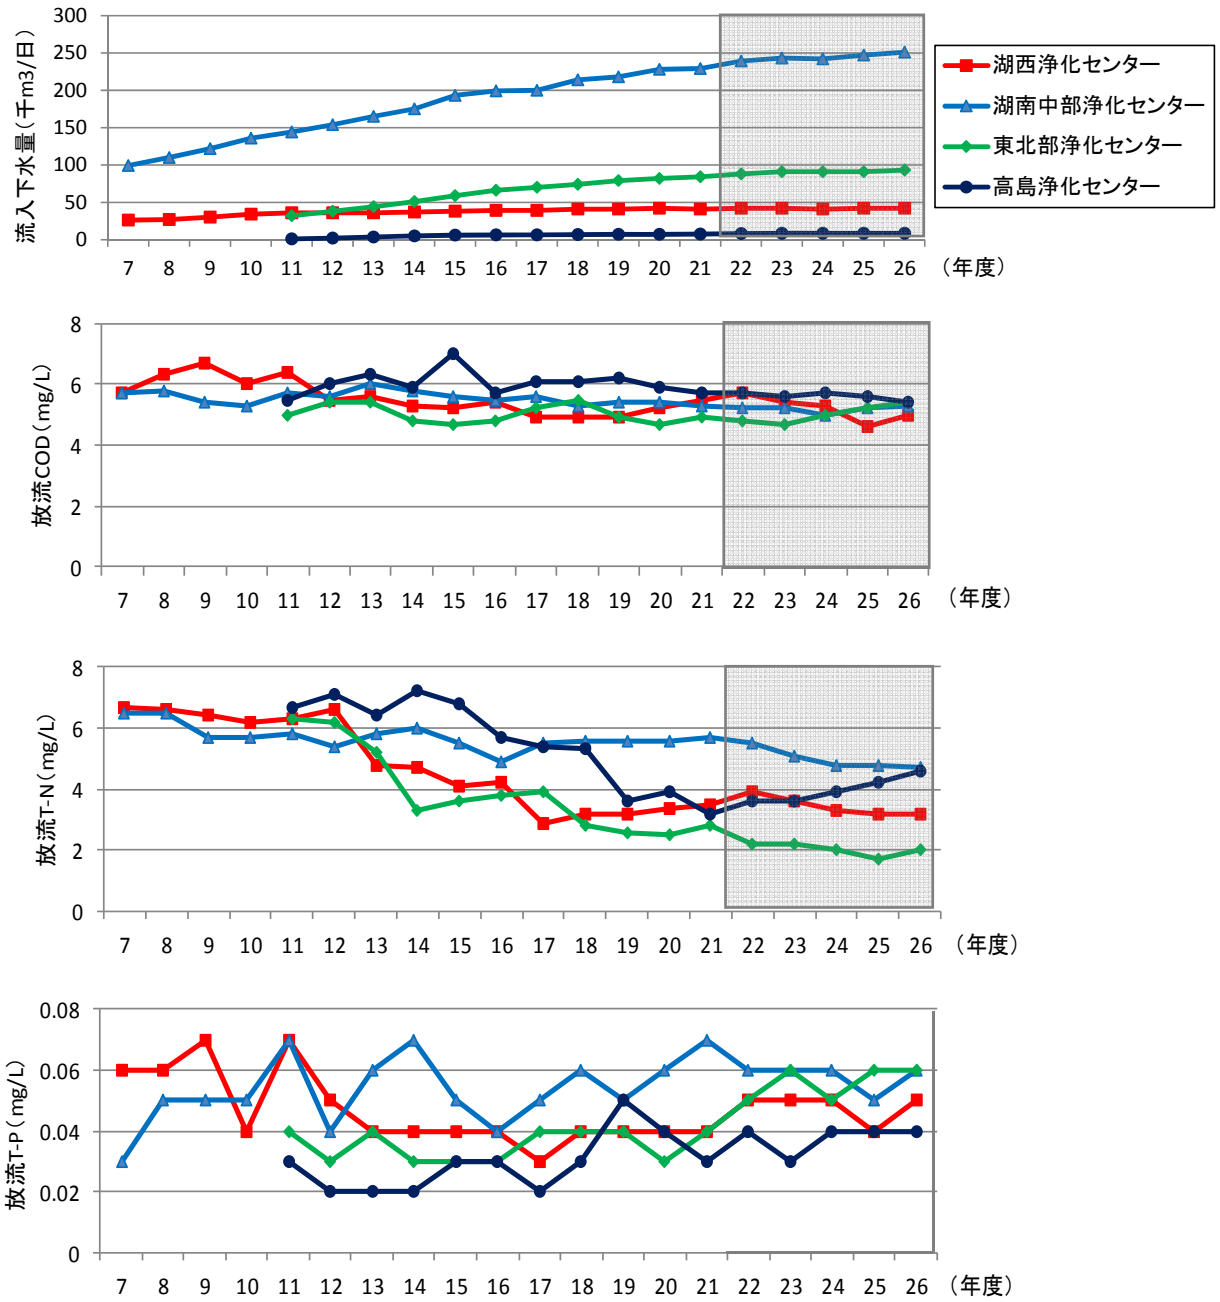 流入下水量（千m3/日）
300
250
200
150
100
50
0
7 8 9 10 11 12 13 14 15 16 17 18 19 20 21 22 23 24 25 26 （年度）
湖西浄化センター
湖南中部浄化センター
東北部浄化センター
高島浄化センター
放流COD（mg/L）
8
6
4
2
0
7 8 9 10 11 12 13 14 15 16 17 18 19 20 21 22 23 24 25 26 （年度）
放流T-N（mg/L）
8
6
4
2
0
7 8 9 10 11 12 13 14 15 16 17 18 19 20 21 22 23 24 25 26 （年度）
放流T-P（mg/L）
0.08
0.06
0.04
0.02
0
7 8 9 10 11 12 13 14 15 16 17 18 19 20 21 22 23 24 25 26 （年度）